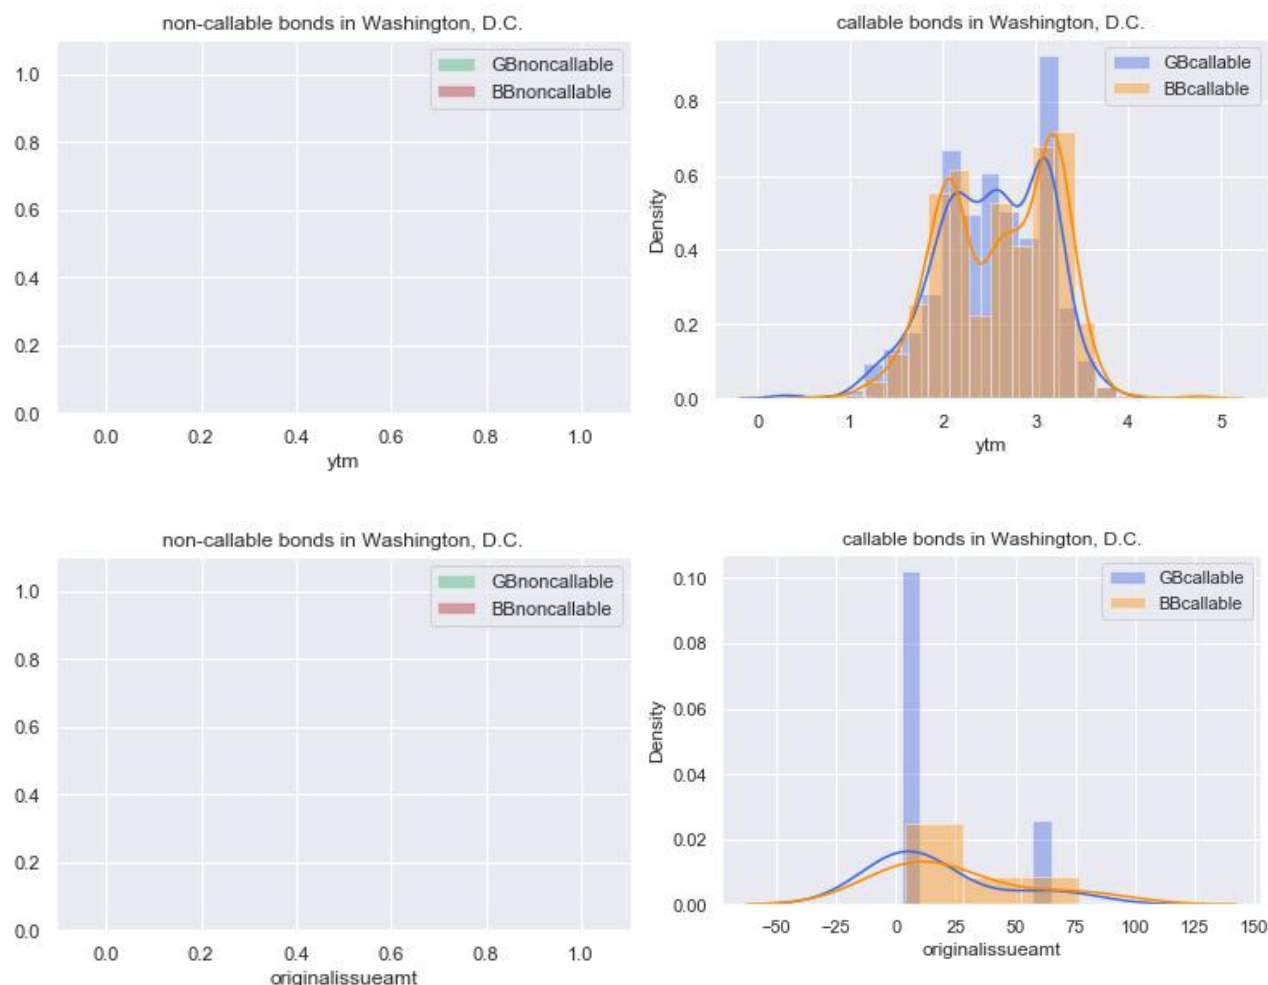 non-callable bonds in Washington, D.C.
GBnoncallable
BBnoncallable
1.0
0.8
0.6
0.4
0.2
0.0
0.0 0.2 0.4 0.6 0.8 1.0
ytm
callable bonds in Washington, D.C.
GBcallable
BBcallable
Density
0.8
0.6
0.4
0.2
0.0
0 1 2 3 4 5
ytm
non-callable bonds in Washington, D.C.
GBnoncallable
BBnoncallable
1.0
0.8
0.6
0.4
0.2
0.0
0.0 0.2 0.4 0.6 0.8 1.0
originalissueamt
callable bonds in Washington, D.C.
GBcallable
BBcallable
Density
0.10
0.08
0.06
0.04
0.02
0.00
−50 −25 0 25 50 75 100 125 150
originalissueamt